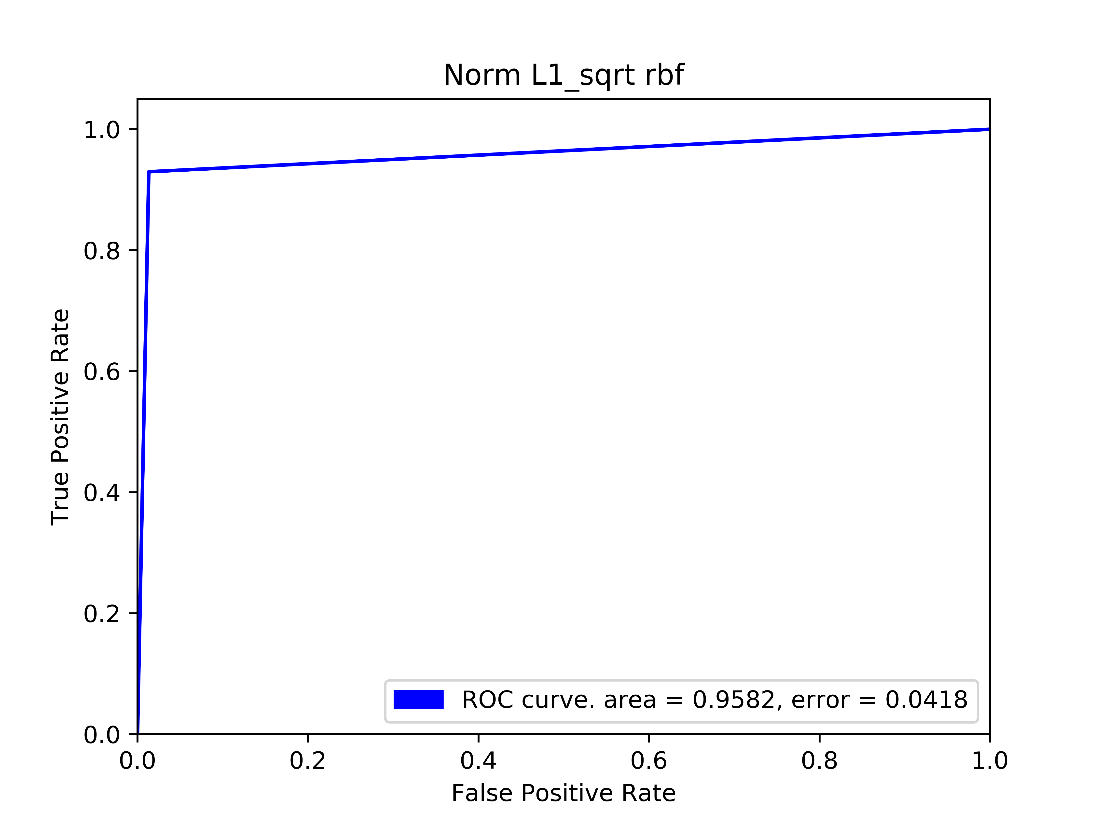 Norm L1_sqrt rbf
True Positive Rate
1.0
0.8
0.6
0.4
0.2
0.0
ROC curve. area = 0.9582, error = 0.0418
0.0 0.2 0.4 0.6 0.8 1.0
False Positive Rate